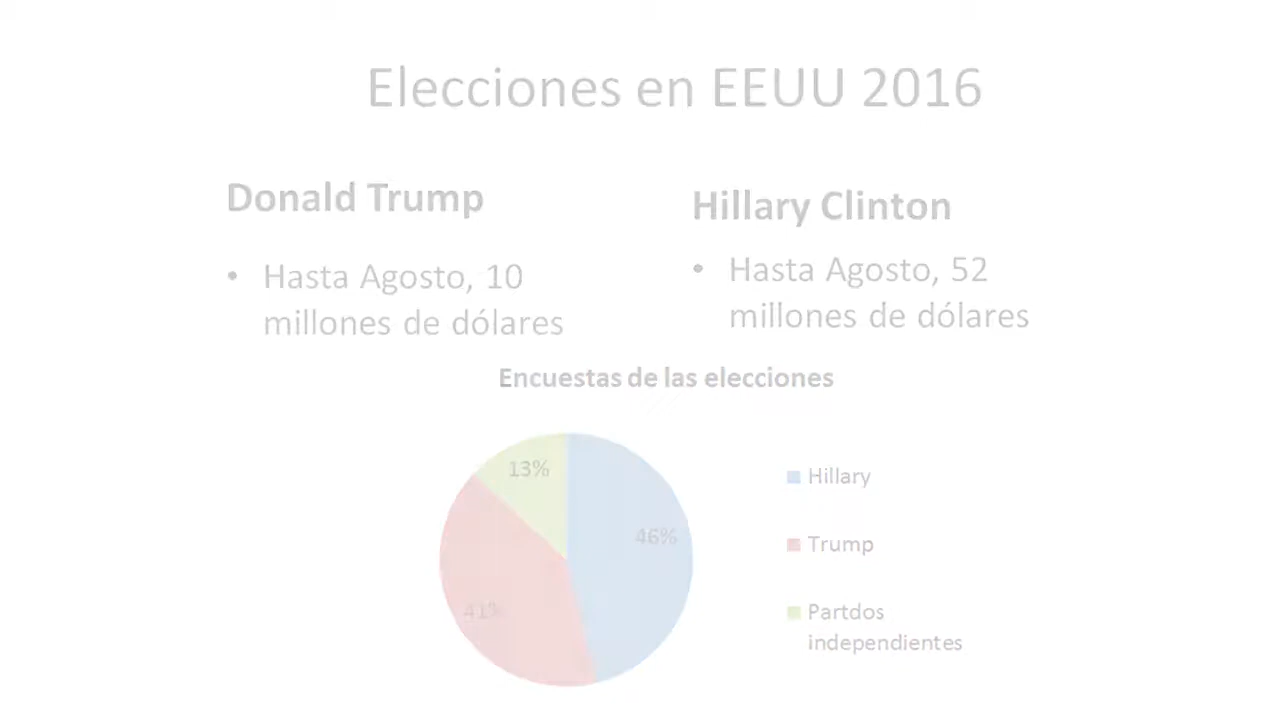 Elecciones en EEUU 2016
Donald Trump
• Hasta Agosto, 10
millones de dólares
Hillary Clinton
• Hasta Agosto, 52
millones de dólares
Encuestas de las elecciones
13%
46%
41%
Hillary
Trump
Partdos
independientes